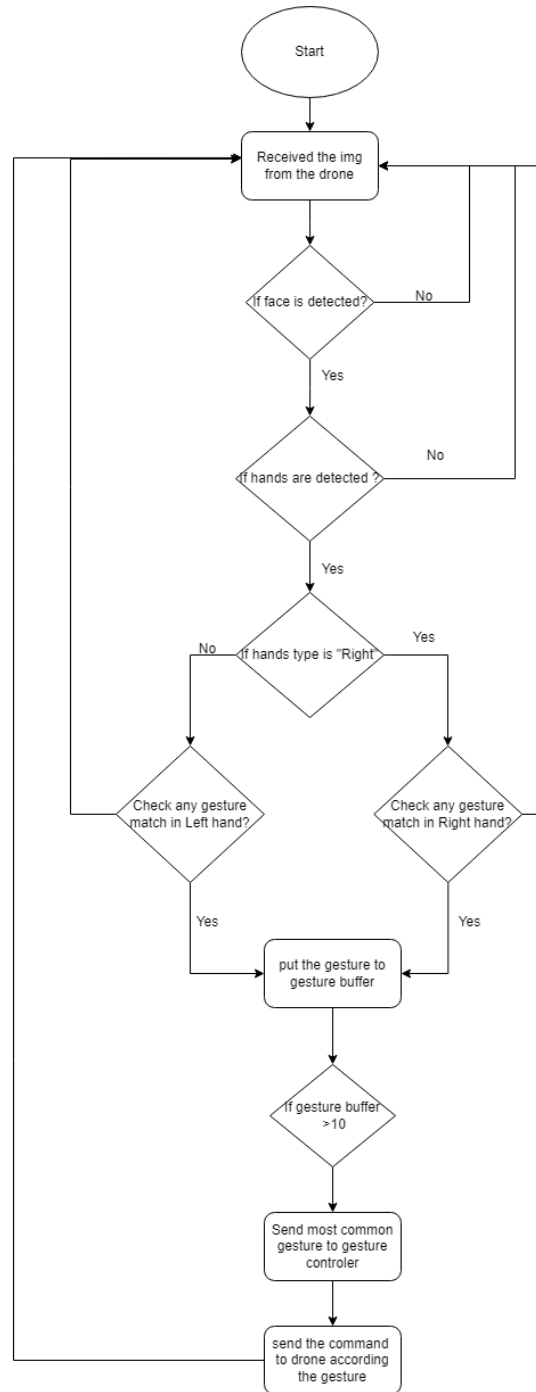 Start
Received the img
from the drone
If face is detected?
No
Yes
If hands are detected ?
No
Yes
If hands type is "Right"
No
Yes
Check any gesture
match in Left hand?
Check any gesture
match in Right hand?
Yes
Yes
put the gesture to
gesture buffer
If gesture buffer
>10
Send most common
gesture to gesture
controler
send the command
to drone according
the gesture